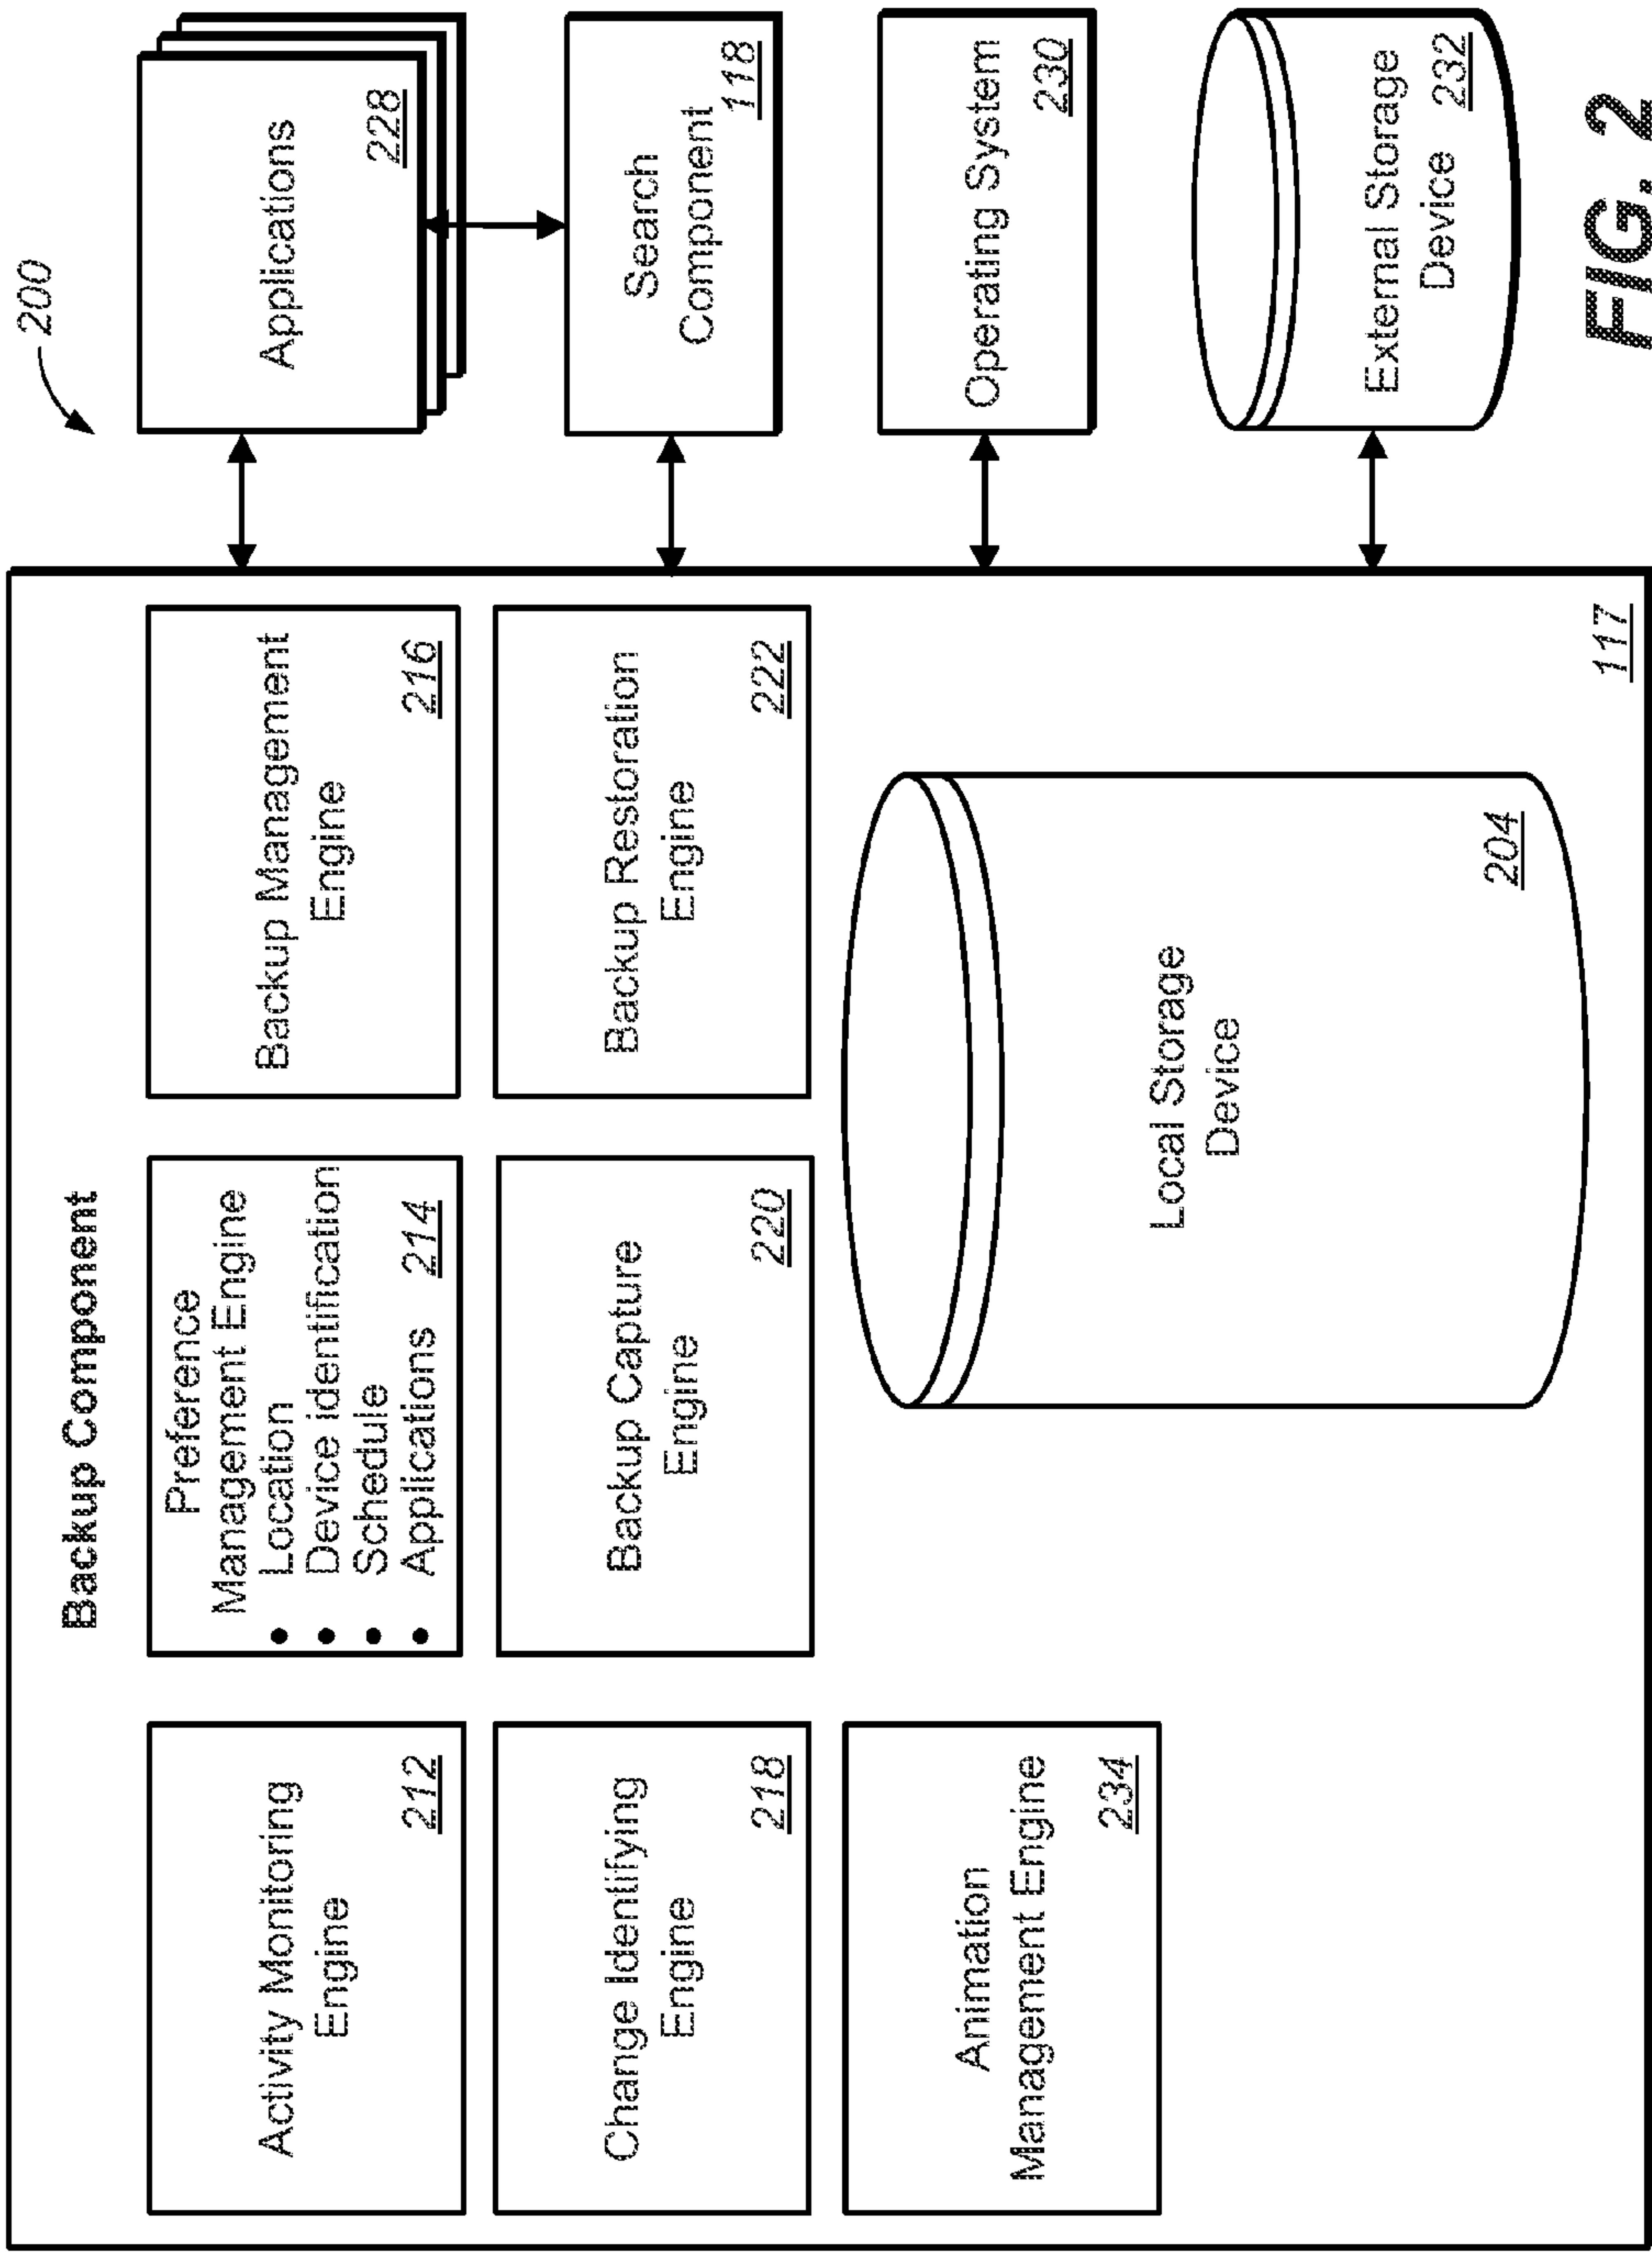 200
Backup Component
Activity Monitoring
Engine
212
Preference
Management Engine
• Location
• Device Identification
• Schedule
• Applications
214
Backup Management
Engine
216
Change Identifying
Engine
218
Backup Capture
Engine
220
Backup Restoration
Engine
222
Animation
Management Engine
234
Local Storage
Device
204
117
Applications
228
Search
Component
118
Operating System
230
External Storage
Device
232
FIG. 2